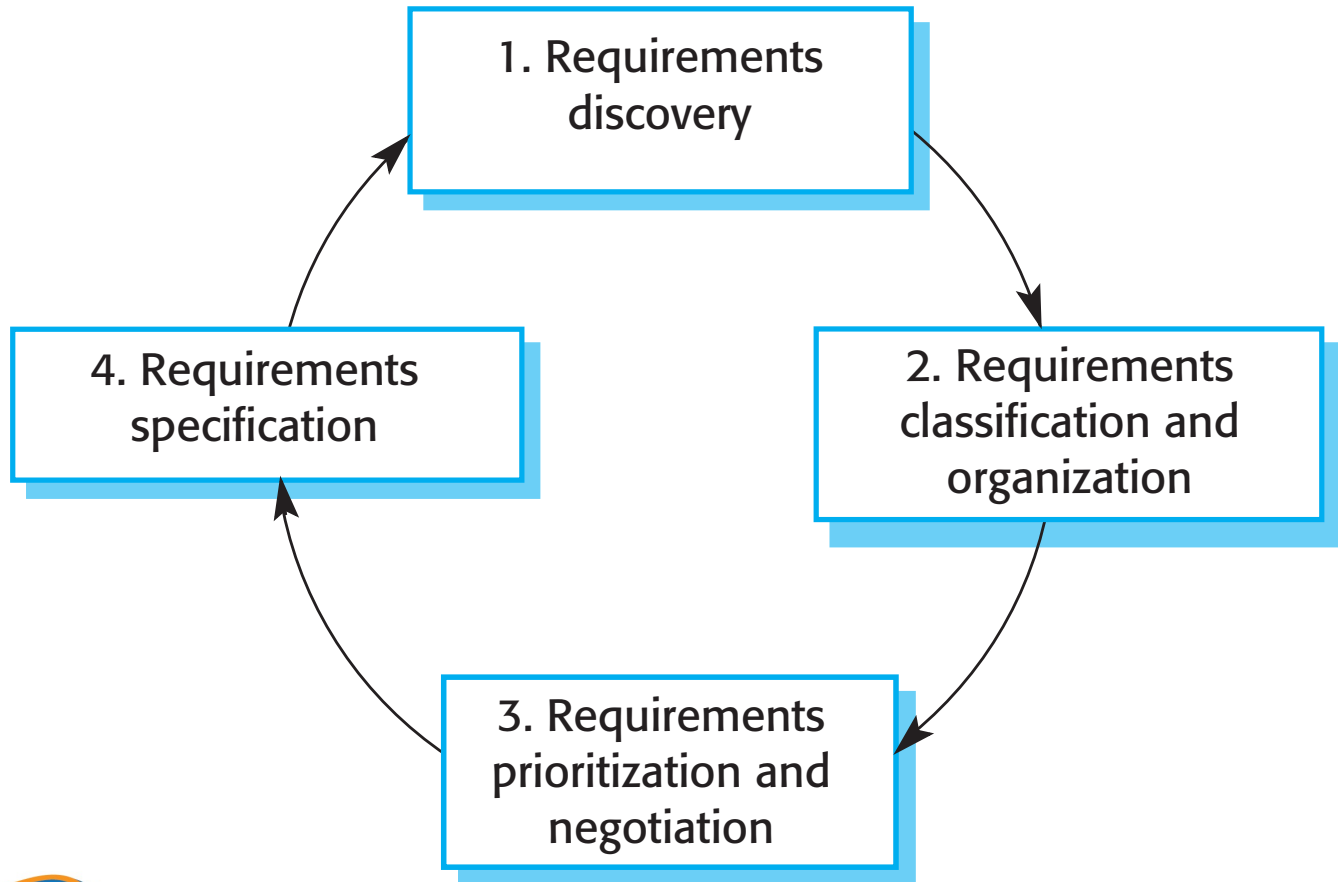 1. Requirements
discovery
2. Requirements
classification and
organization
3. Requirements
prioritization and
negotiation
4. Requirements
specification